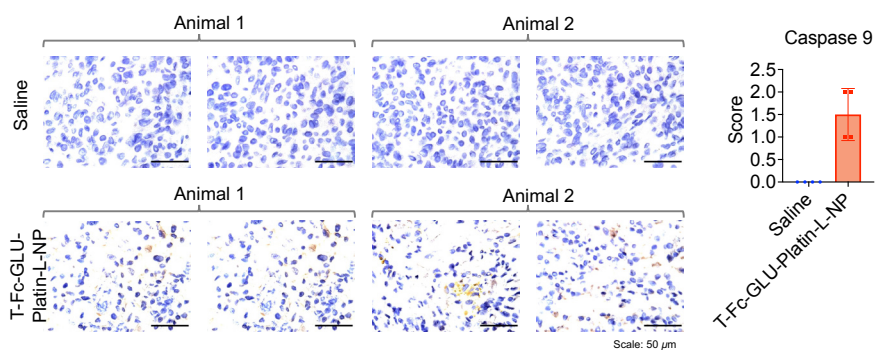 Animal 1
Animal 2
Saline
Animal 1
Animal 2
T-Fc-GLU-
Platin-L-NP
Scale: 50 µm
Caspase 9
Score
2.5
2.0
1.5
1.0
0.5
0.0
Saline
T-Fc-GLU-Platin-L-NP